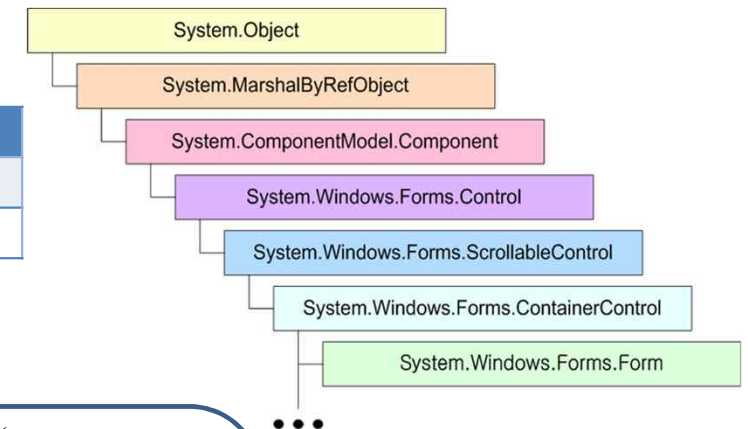 System.Object
System.MarshalByRefObject
System.ComponentModel.Component
System.Windows.Forms.Control
System.Windows.Forms.ScrollableControl
System.Windows.Forms.ContainerControl
System.Windows.Forms.Form
•••